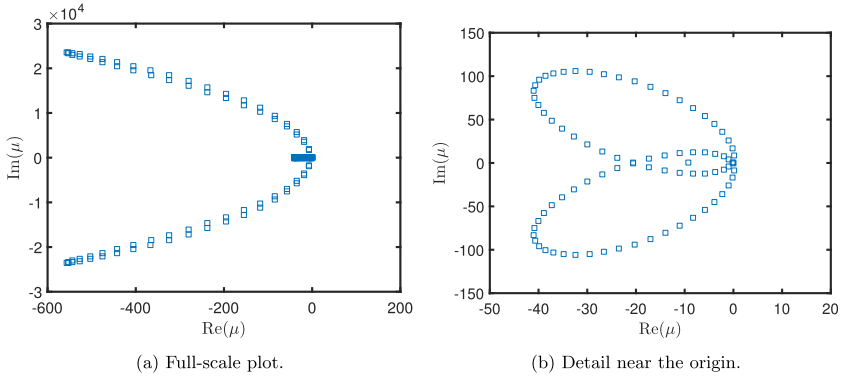 ×10⁴
3
2
1
0
-1
-2
-3
-600 -400 -200 0 200
Im(μ)
Re(μ)
(a) Full-scale plot.
150
100
50
0
-50
-100
-150
-50 -40 -30 -20 -10 0 10 20
Im(μ)
Re(μ)
(b) Detail near the origin.